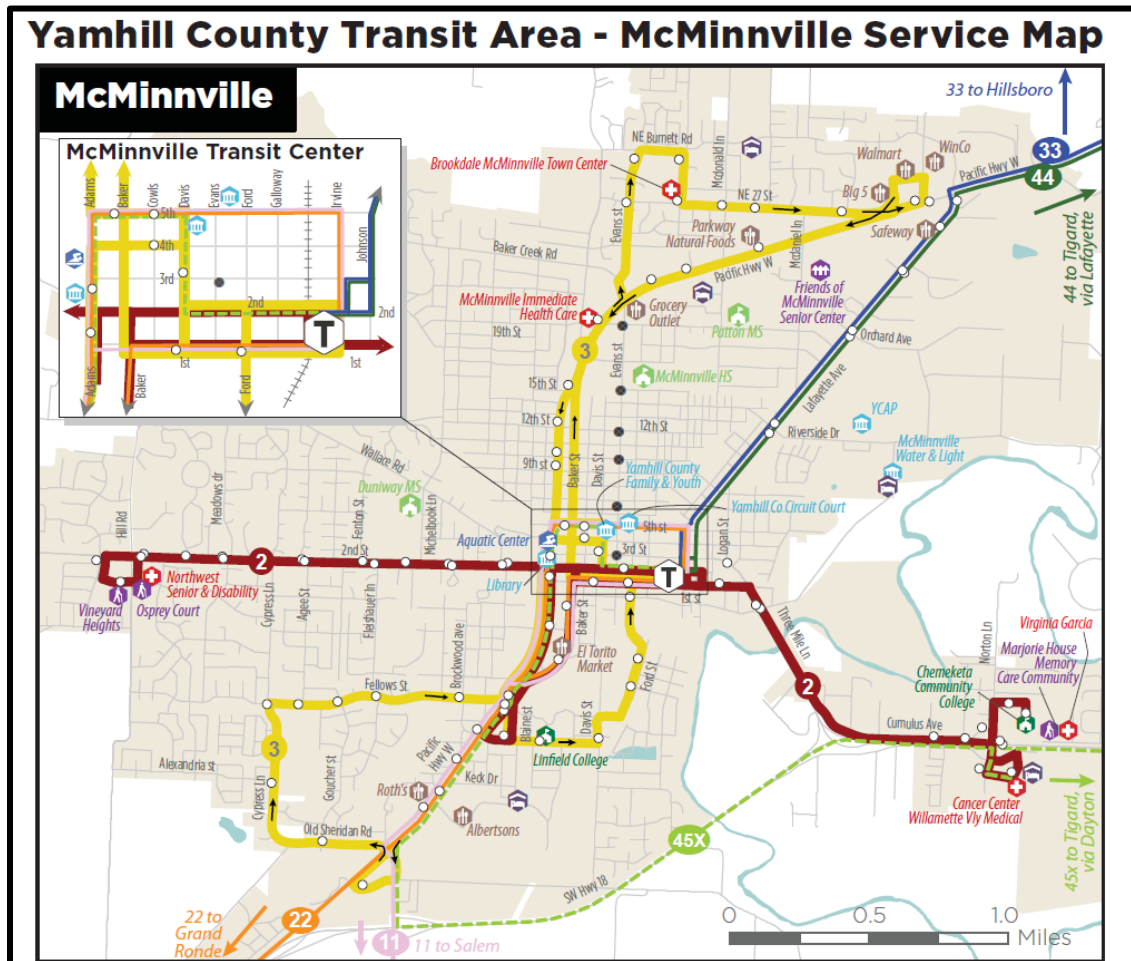 Yamhill County Transit Area - McMinnville Service Map
McMinnville
33 to Hillsboro
McMinnville Transit Center
Adams
Baker
Cowls
Davis
Evans
Ford
Galloway
Irvine
5th
4th
3rd
2nd
Johnson
2nd
1st
1st
Adams
Baker
Ford
T
NE Burnett Rd
Brookdale McMinnville Town Center
Mcdonald ln
Walmart
WinCo
Pacific Hwy W
33
44
Big 5
NE 27 St
Evans st
Parkway
Natural Foods
Mcdaniel ln
Safeway
44 to Tigard,
via Lafayette
Baker Creek Rd
Pacific Hwy W
Friends of
McMinnville
Senior Center
McMinnville Immediate
Health Care
Grocery
Outlet
Patton MS
19th St
Orchard Ave
3
Evans st
McMinnville HS
15th St
Lafayette Ave
12th St
12th St
YCAP
Riverside Dr
9th st
Baker St
Davis St
Wallace Rd
Yamhill County
Family & Youth
McMinnville
Water & Light
Duniway MS
Yamhill Co Circuit Court
Hill Rd
Meadows dr
Fenton St
Michelbook Ln
Aquatic Center
5th st
2nd St
3rd St
Logan St
2
Library
T
1st st
Northwest
Senior & Disability
Vineyard
Heights
Osprey Court
Cypress Ln
Agee St
Fleishauer ln
Baker St
El Torito
Market
Three Mile Ln
Norton Ln
Virginia Garcia
Marjorie House
Memory
Care Community
Chemeketa
Community
College
Brockwood ave
Fellows St
Ford St
2
Blaine st
Davis St
Cumulus Ave
3
Pacific
Hwy W
Linfield College
Alexandria st
Goucher st
Keck Dr
Roth's
Cypress Ln
Albertsons
Cancer Center
Willamette Vly Medical
Old Sheridan Rd
45X
45x to Tigard,
via Dayton
SW Hwy 18
22 to
Grand
Ronde
22
11
11 to Salem
0
0.5
1.0
Miles